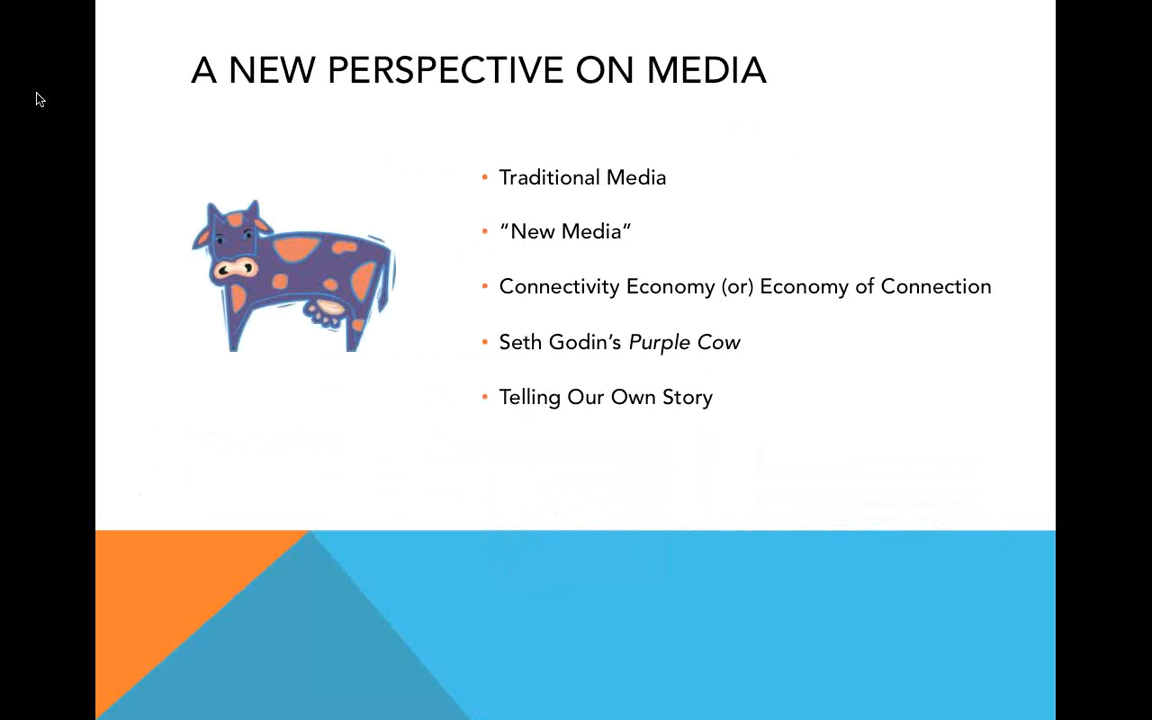 A NEW PERSPECTIVE ON MEDIA
• Traditional Media
• “New Media”
• Connectivity Economy (or) Economy of Connection
• Seth Godin’s Purple Cow
• Telling Our Own Story